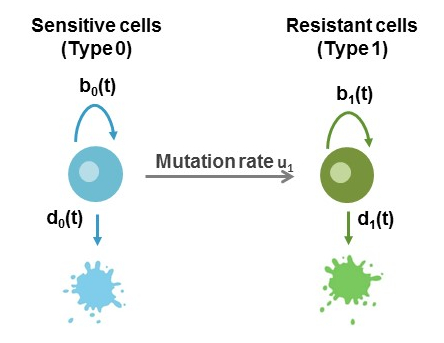 Sensitive cells
(Type 0)
Resistant cells
(Type 1)
b₀(t)
b₁(t)
Mutation rate u₁
d₀(t)
d₁(t)